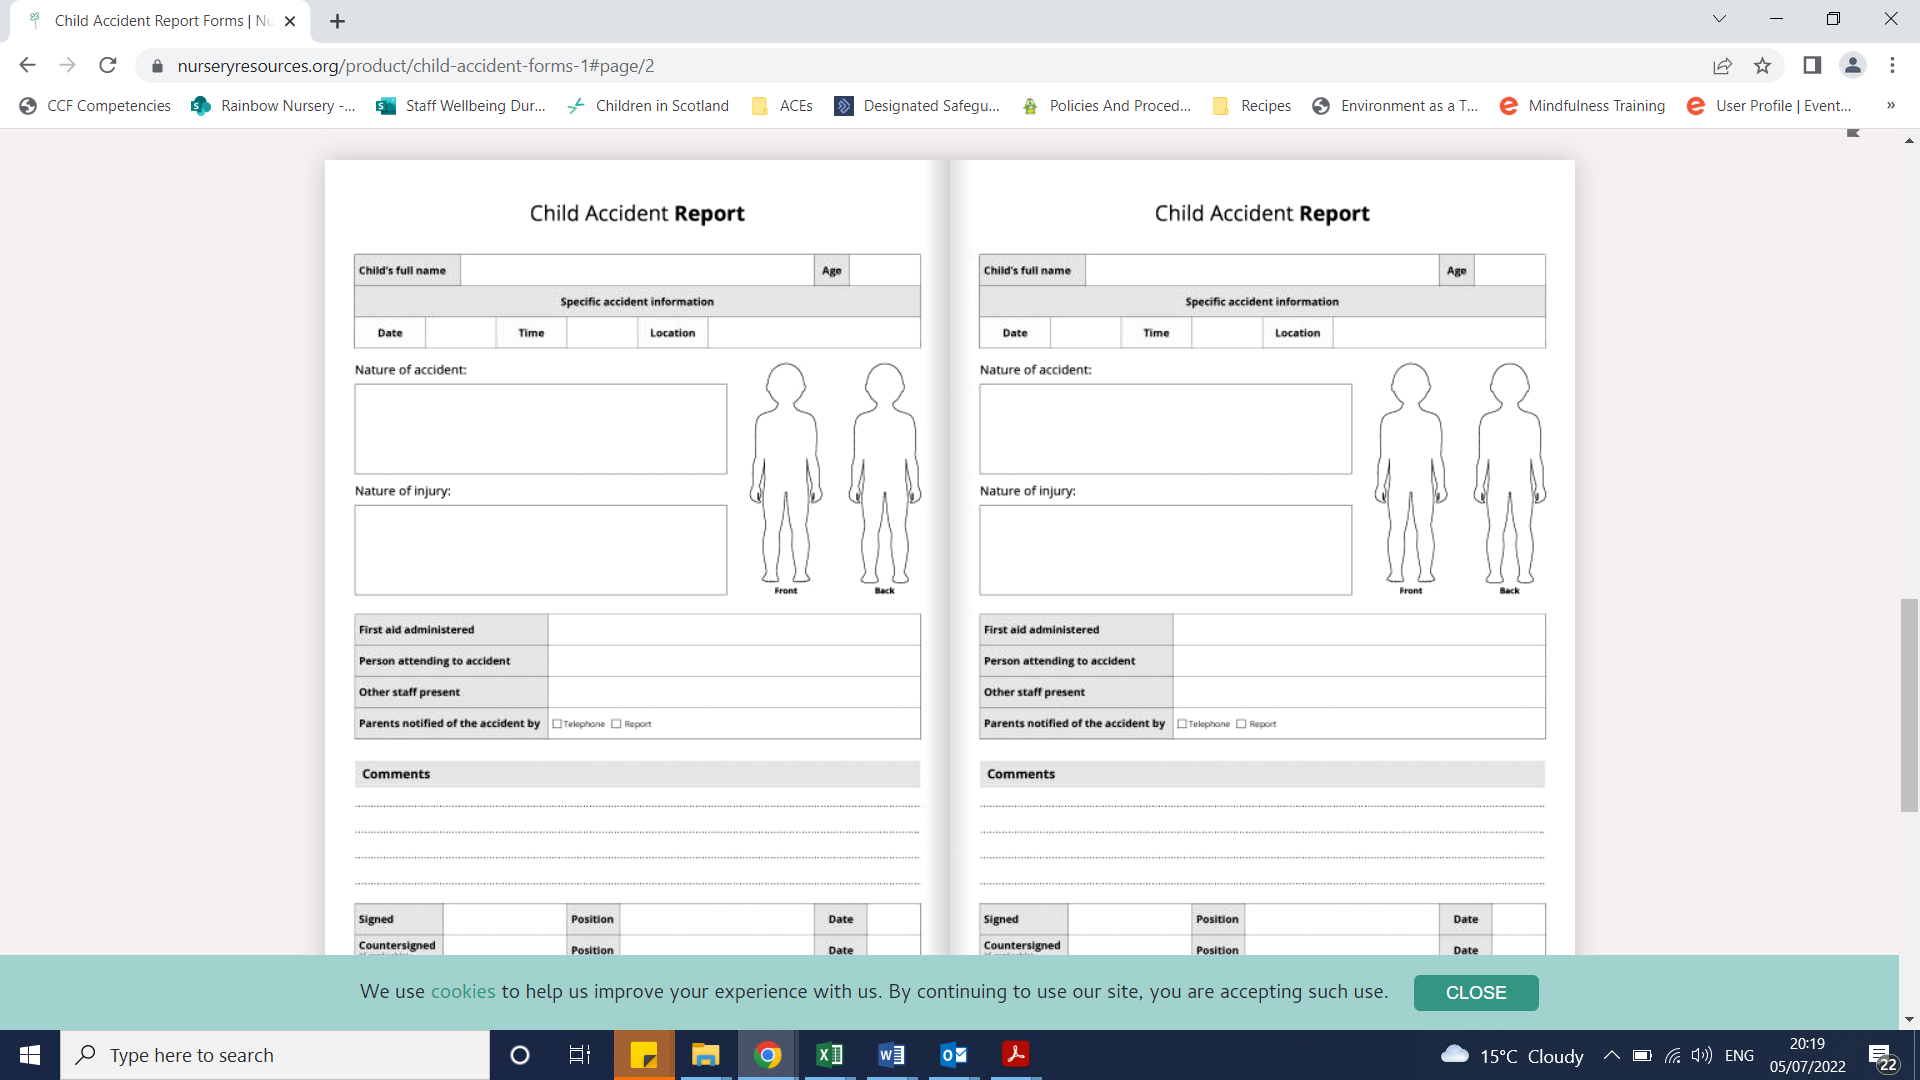 Child Accident Report Forms | Nu
nurseryresources.org/product/child-accident-forms-1#page/2
CCF Competencies Rainbow Nursery -... Staff Wellbeing Dur... Children in Scotland ACEs Designated Safegu... Policies And Proced... Recipes Environment as a T... Mindfulness Training User Profile | Event... »
Child Accident Report
Child's full name Age
Specific accident information
Date Time Location
Nature of accident:
Nature of injury:
Front Back
First aid administered
Person attending to accident
Other staff present
Parents notified of the accident by Telephone Report
Comments
Signed Position Date
Countersigned Position Date
Child Accident Report
Child's full name Age
Specific accident information
Date Time Location
Nature of accident:
Nature of injury:
Front Back
First aid administered
Person attending to accident
Other staff present
Parents notified of the accident by Telephone Report
Comments
Signed Position Date
Countersigned Position Date
We use cookies to help us improve your experience with us. By continuing to use our site, you are accepting such use. CLOSE
Type here to search
15°C Cloudy ENG
20:19
05/07/2022
22